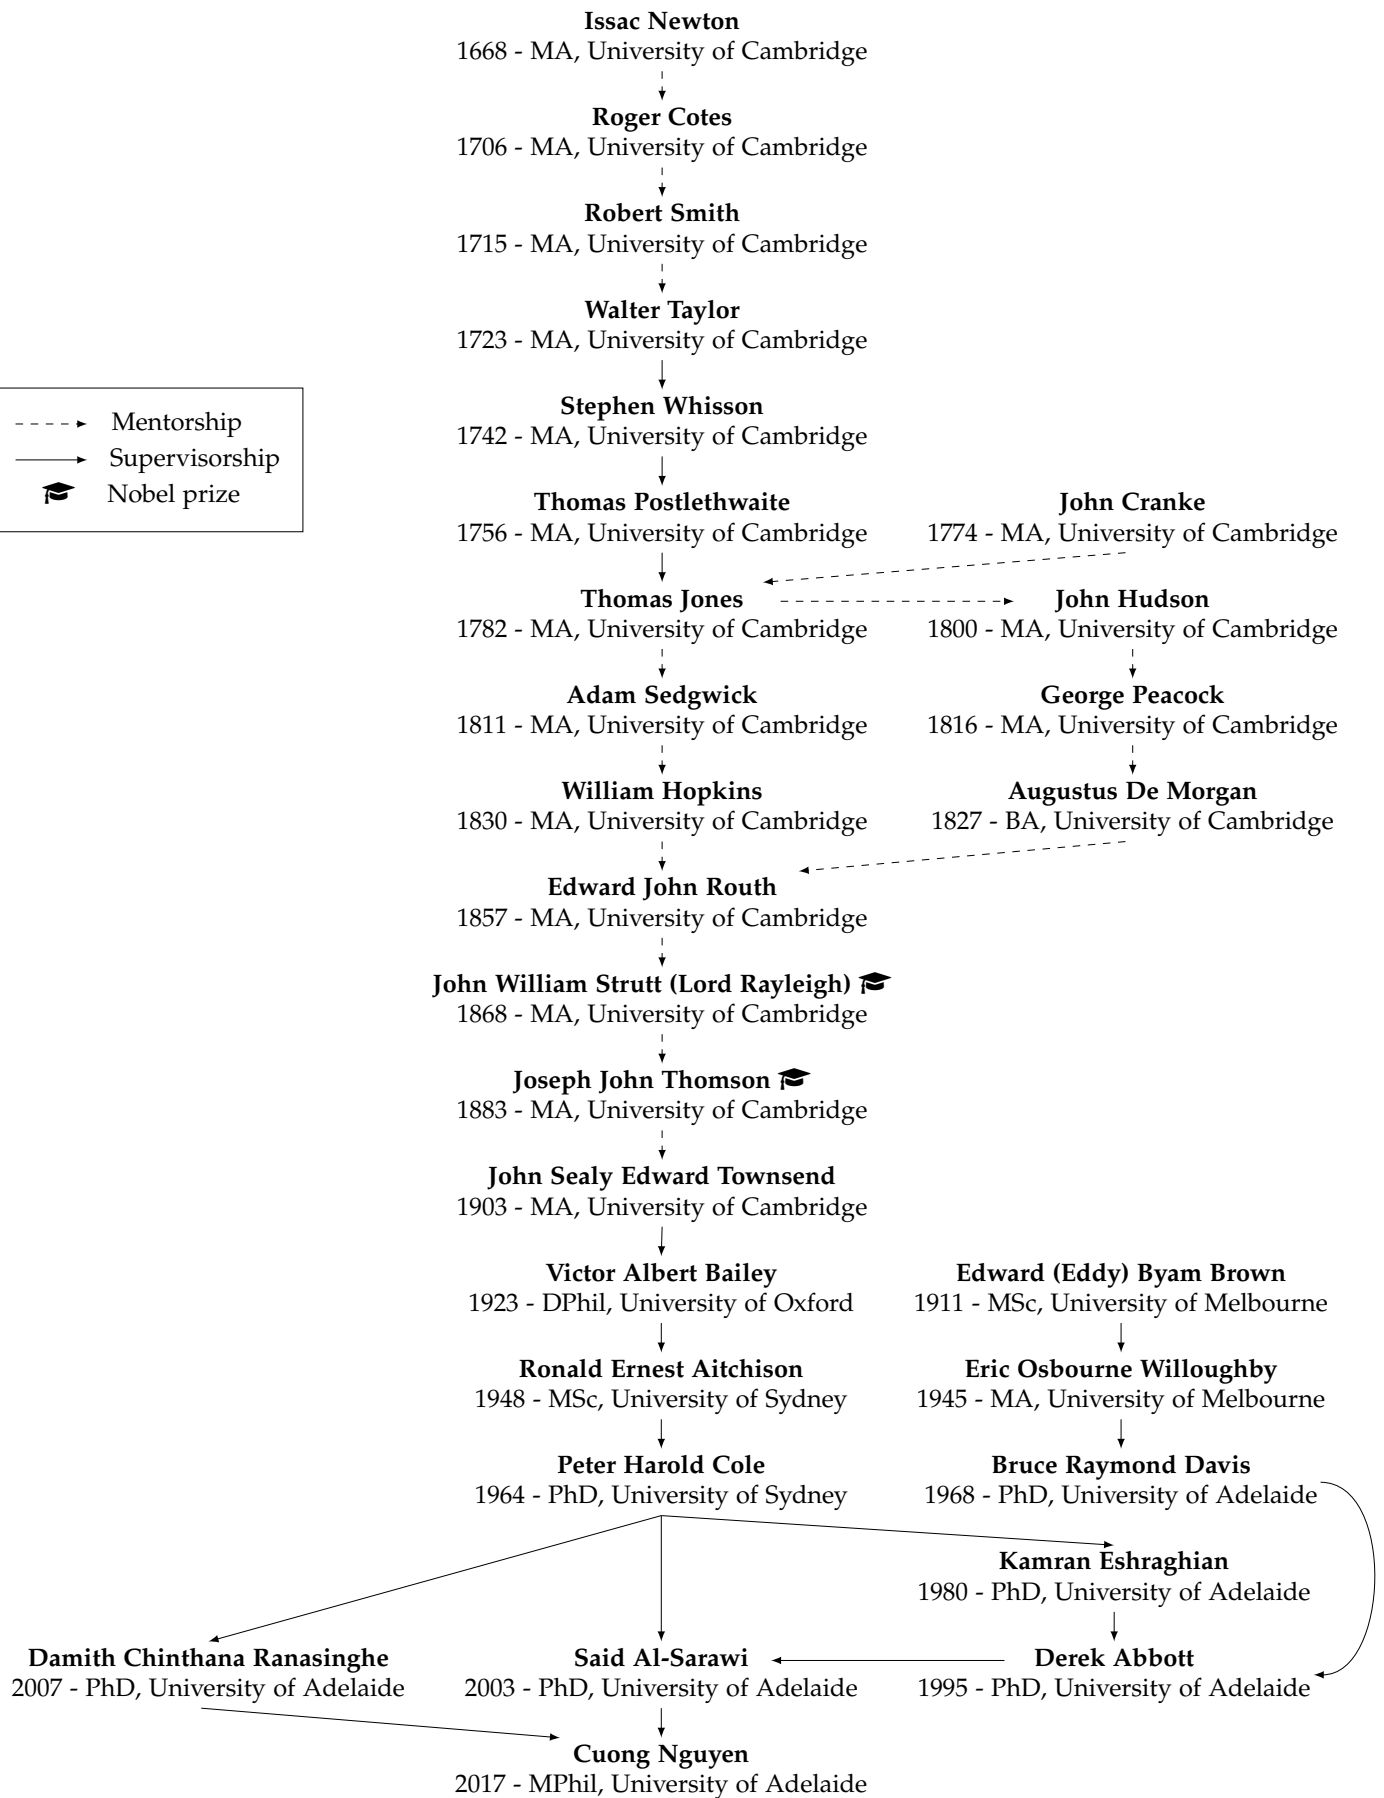 Issac Newton
1668 - MA, University of Cambridge
Roger Cotes
1706 - MA, University of Cambridge
Robert Smith
1715 - MA, University of Cambridge
Walter Taylor
1723 - MA, University of Cambridge
Mentorship
Supervisorship
Nobel prize
Stephen Whisson
1742 - MA, University of Cambridge
Thomas Postlethwaite
1756 - MA, University of Cambridge
John Cranke
1774 - MA, University of Cambridge
Thomas Jones
1782 - MA, University of Cambridge
John Hudson
1800 - MA, University of Cambridge
Adam Sedgwick
1811 - MA, University of Cambridge
George Peacock
1816 - MA, University of Cambridge
William Hopkins
1830 - MA, University of Cambridge
Augustus De Morgan
1827 - BA, University of Cambridge
Edward John Routh
1857 - MA, University of Cambridge
John William Strutt (Lord Rayleigh)
1868 - MA, University of Cambridge
Joseph John Thomson
1883 - MA, University of Cambridge
John Sealy Edward Townsend
1903 - MA, University of Cambridge
Victor Albert Bailey
1923 - DPhil, University of Oxford
Edward (Eddy) Byam Brown
1911 - MSc, University of Melbourne
Ronald Ernest Aitchison
1948 - MSc, University of Sydney
Eric Osbourne Willoughby
1945 - MA, University of Melbourne
Peter Harold Cole
1964 - PhD, University of Sydney
Bruce Raymond Davis
1968 - PhD, University of Adelaide
Kamran Eshraghian
1980 - PhD, University of Adelaide
Damith Chinthana Ranasinghe
2007 - PhD, University of Adelaide
Said Al-Sarawi
2003 - PhD, University of Adelaide
Derek Abbott
1995 - PhD, University of Adelaide
Cuong Nguyen
2017 - MPhil, University of Adelaide